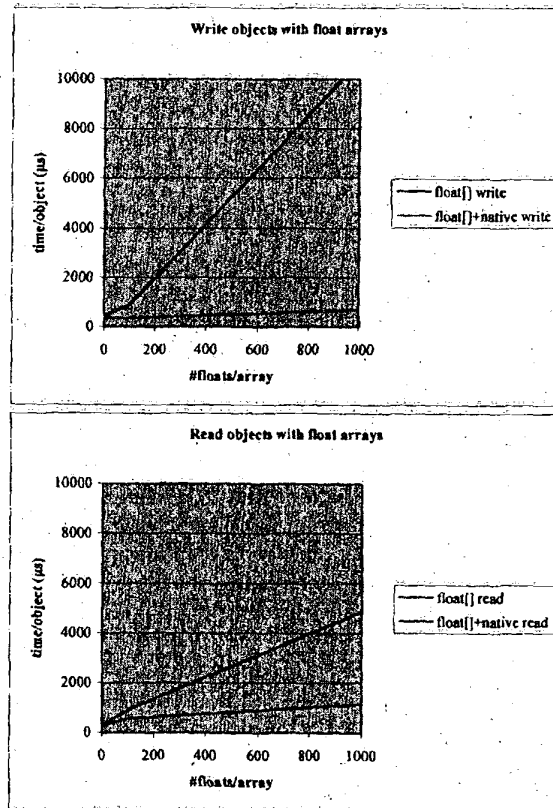 Write objects with float arrays
10000
8000
6000
4000
2000
0
time/object (µs)
0 200 400 600 800 1000
#floats/array
float[] write
float[]+native write
Read objects with float arrays
10000
8000
6000
4000
2000
0
time/object (µs)
0 200 400 600 800 1000
#floats/array
float[] read
float[]+native read